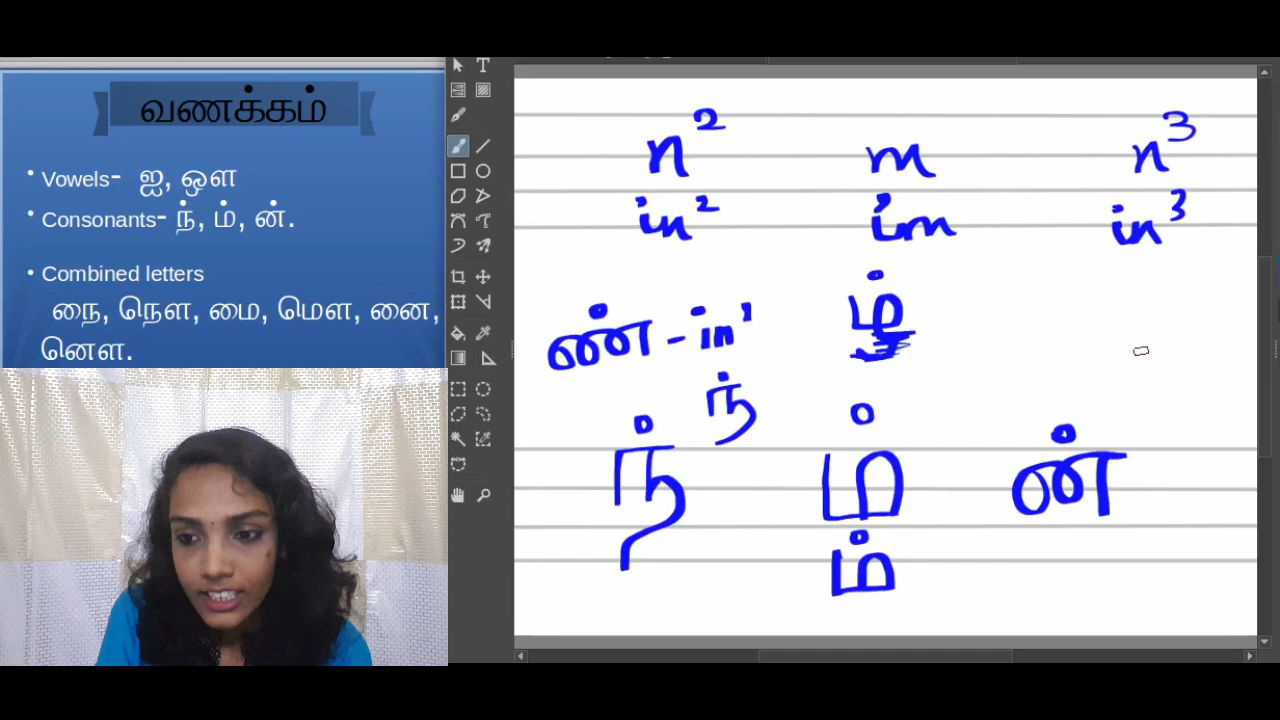 வணக்கம்
• Vowels- ஐ, ஔ
• Consonants- ந், ம், ன்.
• Combined letters
நை, நௌ, மை, மௌ, னை,
னௌ.
n² m n³
in² im in³
ண் - in¹ ழ்
ந்
ந் ம் ன்
ம்